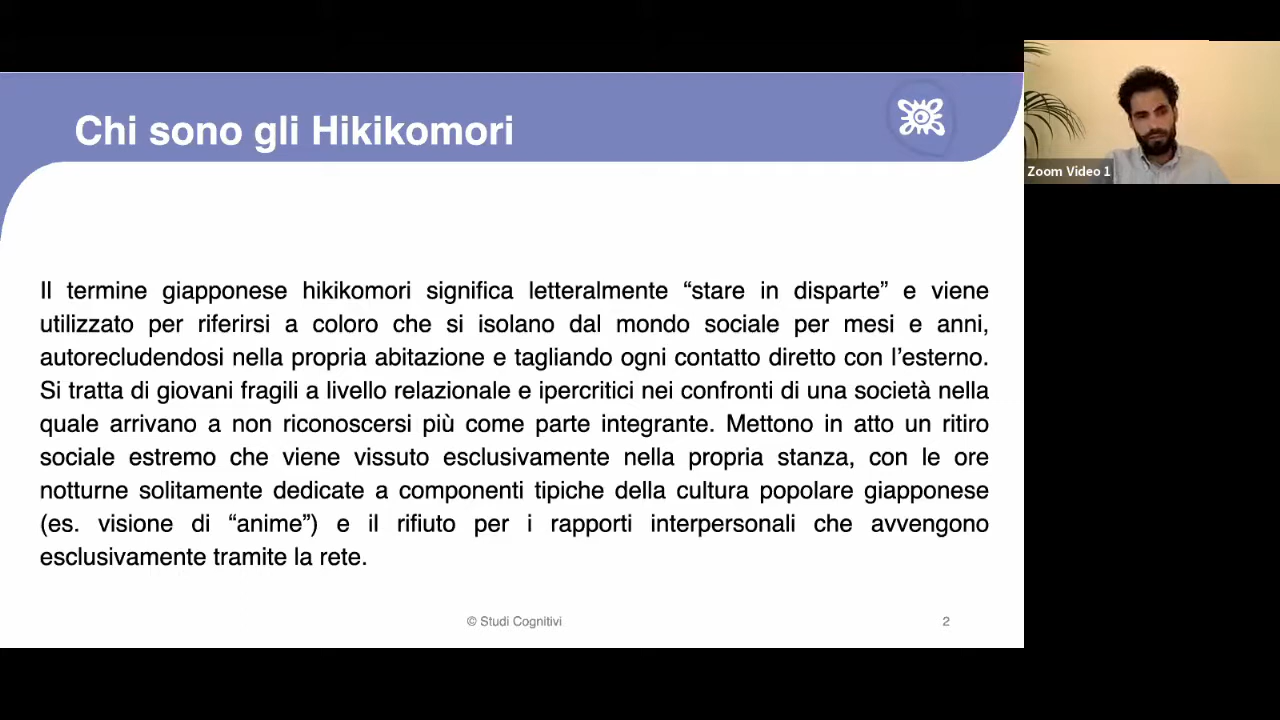 Chi sono gli Hikikomori
Zoom Video 1
Il termine giapponese hikikomori significa letteralmente “stare in disparte” e viene
utilizzato per riferirsi a coloro che si isolano dal mondo sociale per mesi e anni,
autorecludendosi nella propria abitazione e tagliando ogni contatto diretto con l’esterno.
Si tratta di giovani fragili a livello relazionale e ipercritici nei confronti di una società nella
quale arrivano a non riconoscersi più come parte integrante. Mettono in atto un ritiro
sociale estremo che viene vissuto esclusivamente nella propria stanza, con le ore
notturne solitamente dedicate a componenti tipiche della cultura popolare giapponese
(es. visione di “anime”) e il rifiuto per i rapporti interpersonali che avvengono
esclusivamente tramite la rete.
© Studi Cognitivi
2